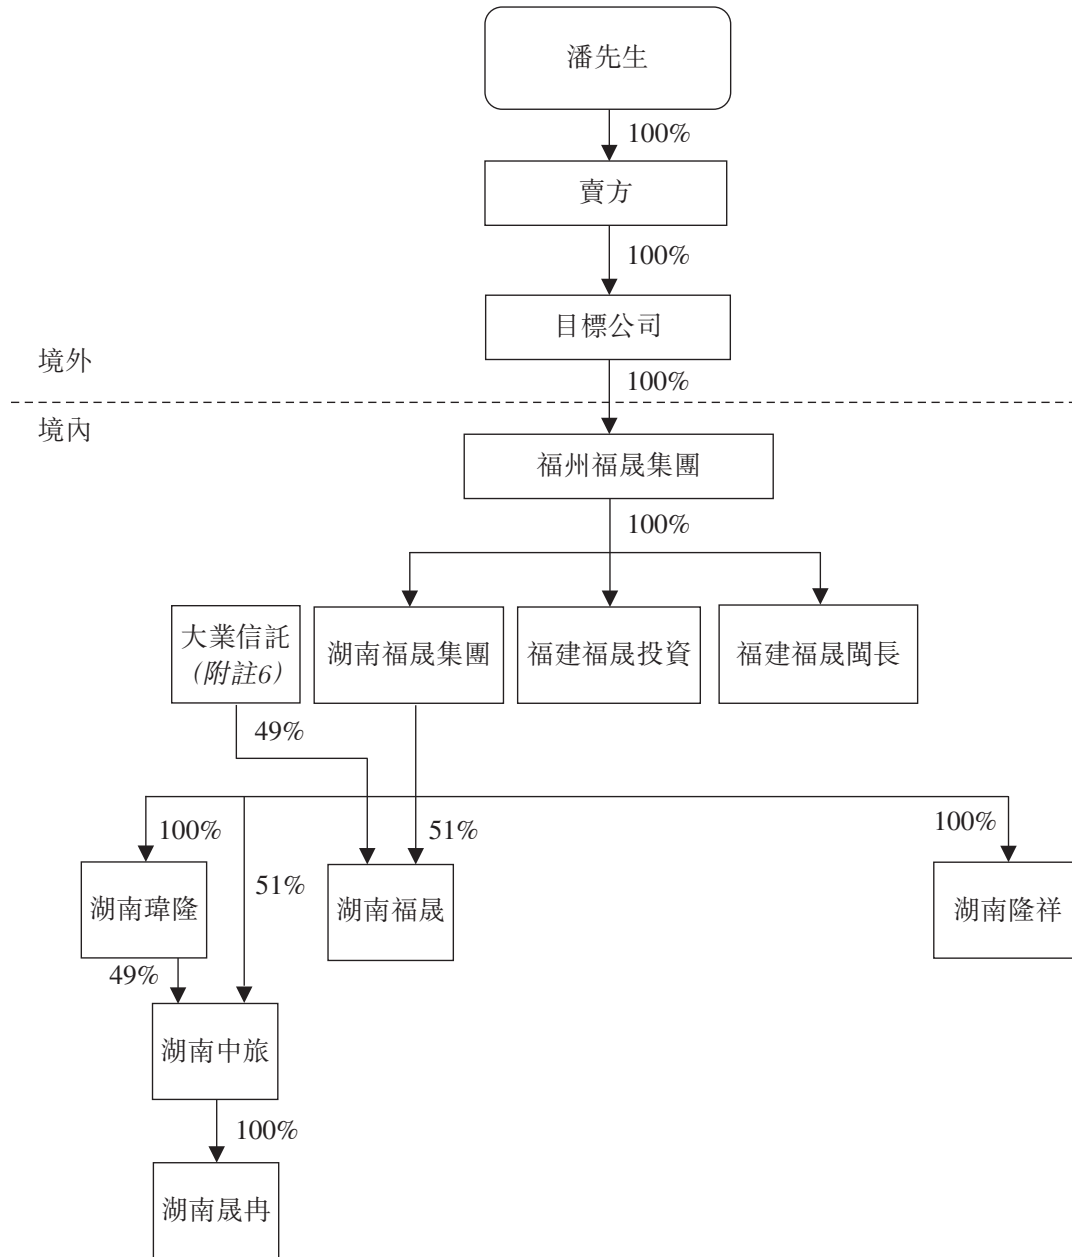 潘先生
100%
賣方
100%
目標公司
境外
100%
境內
福州福晟集團
100%
大業信託
(附註6)
湖南福晟集團
福建福晟投資
福建福晟閩長
49%
100%
51%
51%
100%
湖南瑋隆
湖南福晟
湖南隆祥
49%
湖南中旅
100%
湖南晟冉